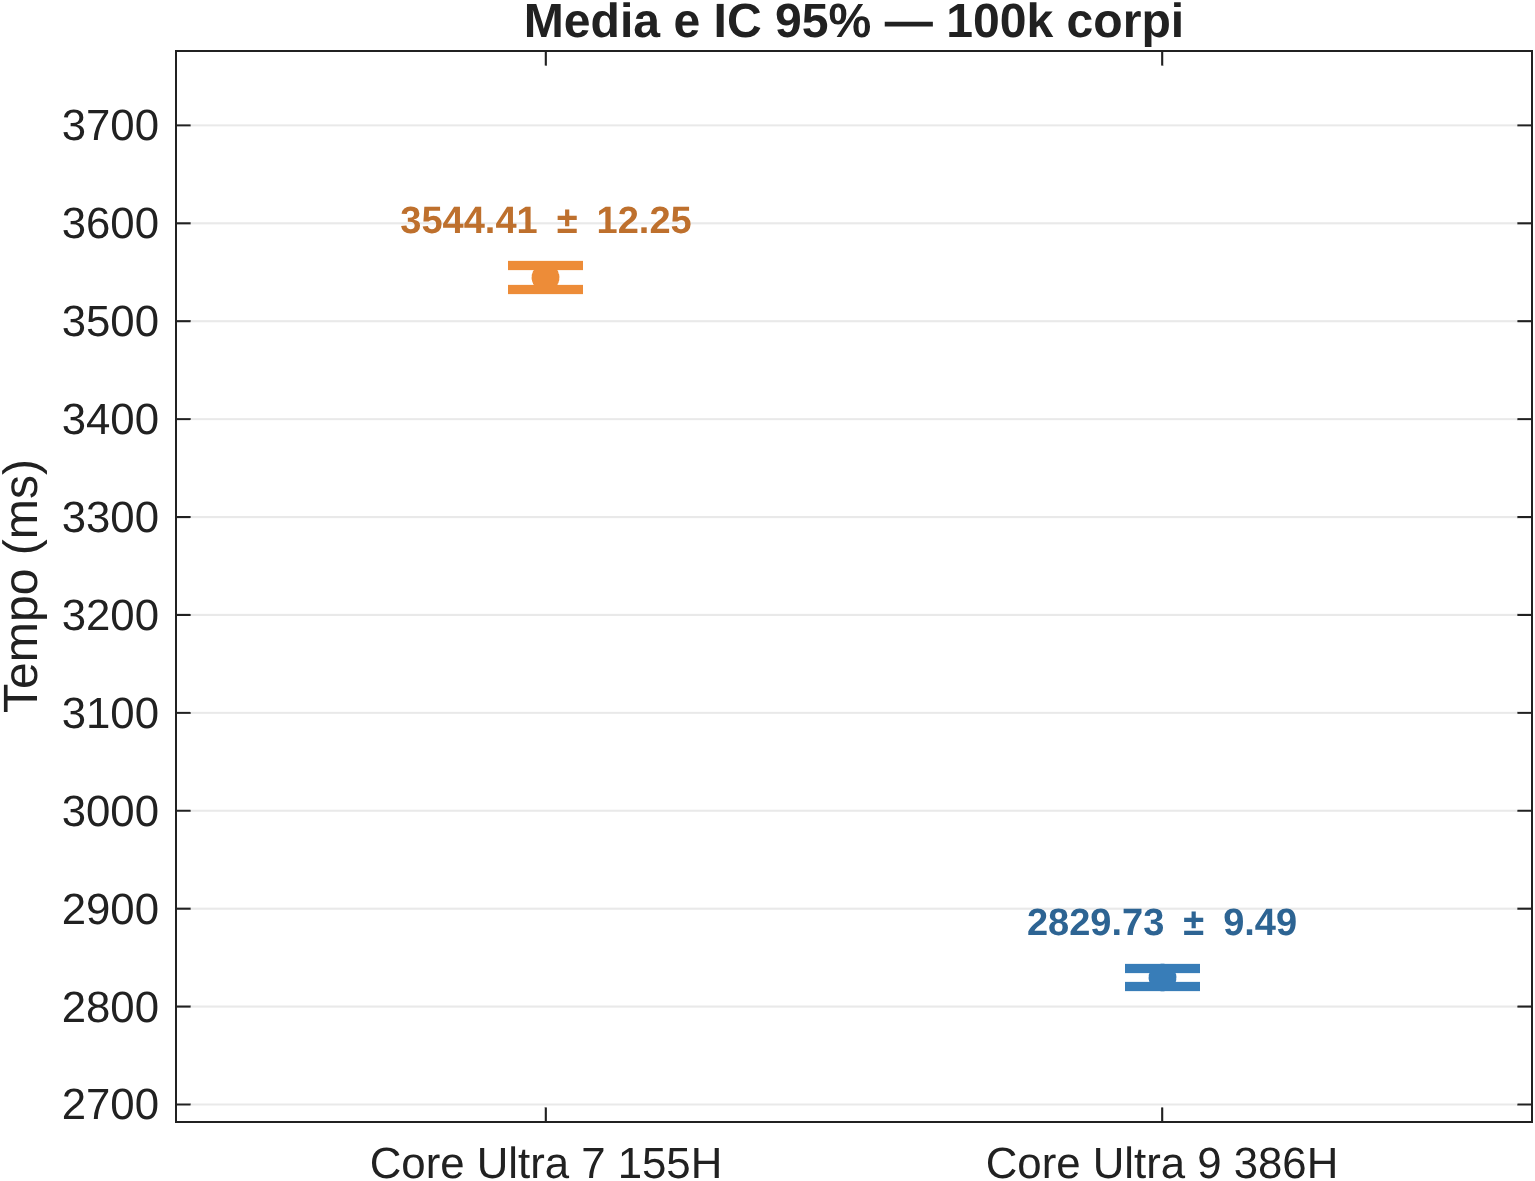 Media e IC 95% — 100k corpi
Tempo (ms)
3700
3600
3500
3400
3300
3200
3100
3000
2900
2800
2700
3544.41 ± 12.25
2829.73 ± 9.49
Core Ultra 7 155H
Core Ultra 9 386H